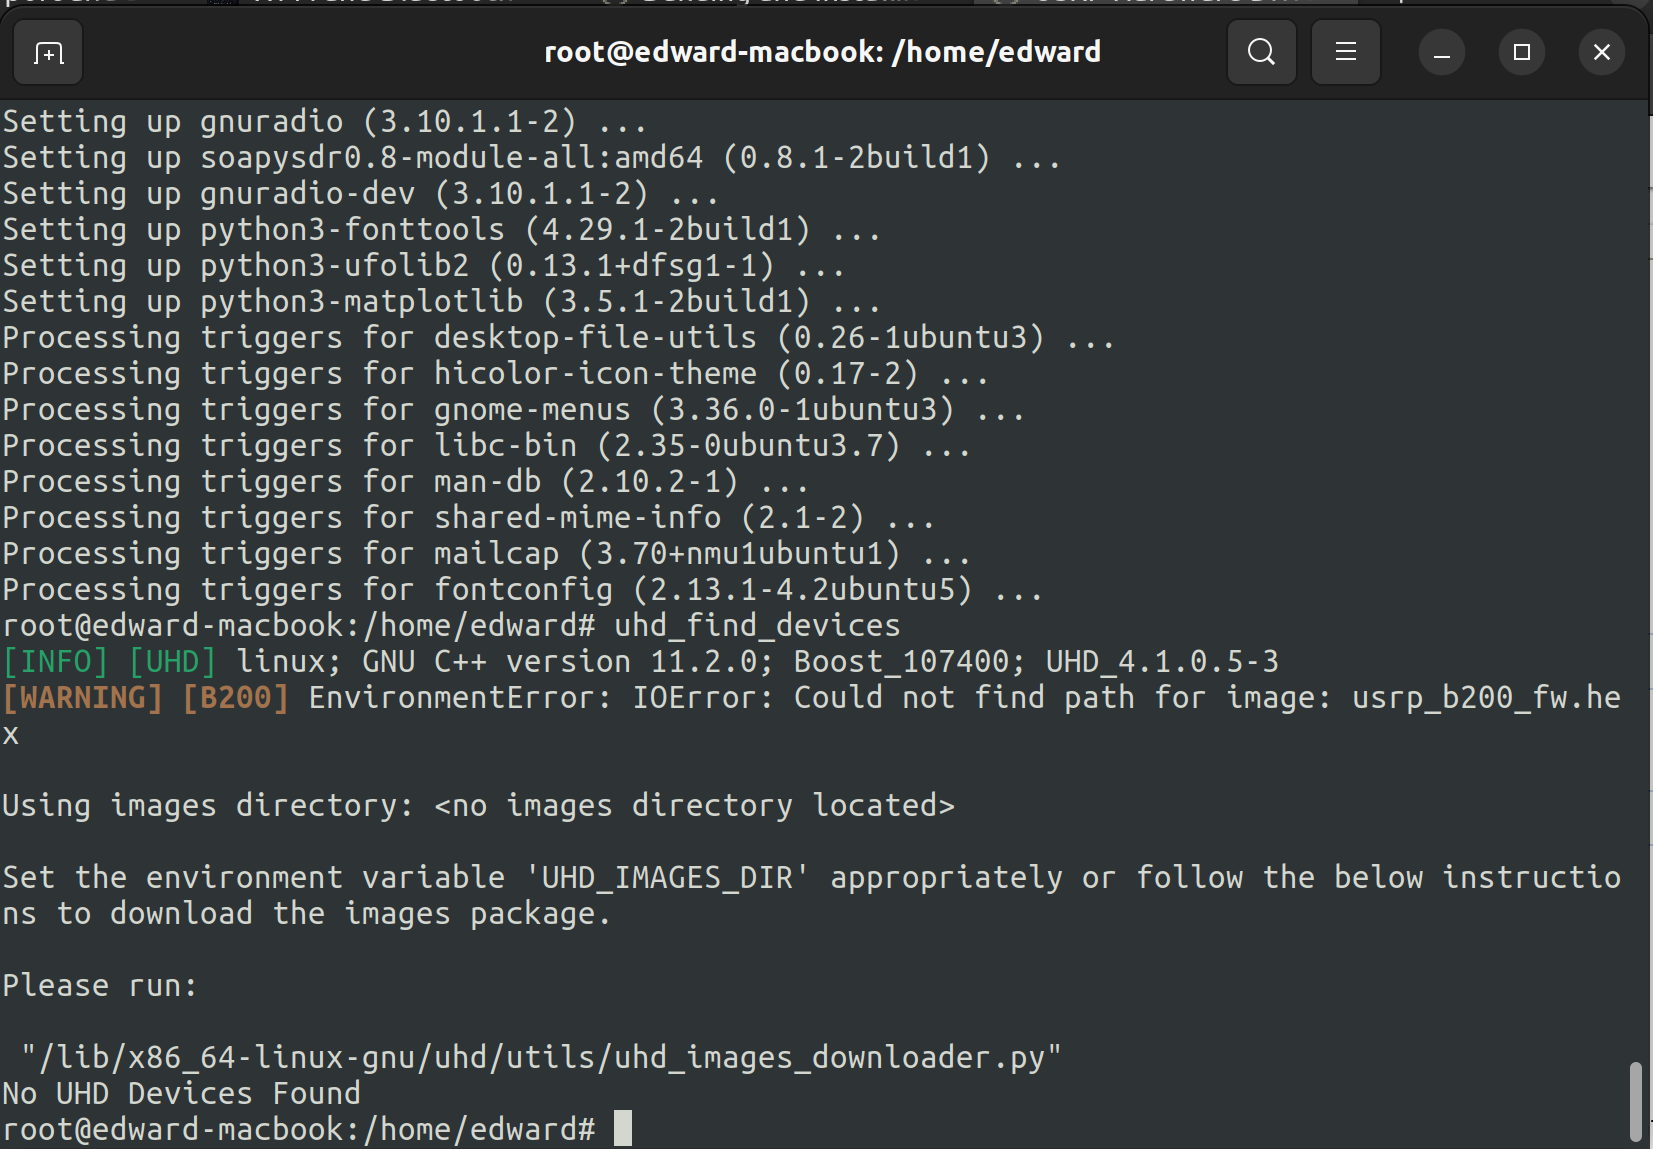 root@edward-macbook: /home/edward
Setting up gnuradio (3.10.1.1-2) ...
Setting up soapysdr0.8-module-all:amd64 (0.8.1-2build1) ...
Setting up gnuradio-dev (3.10.1.1-2) ...
Setting up python3-fonttools (4.29.1-2build1) ...
Setting up python3-ufolib2 (0.13.1+dfsg1-1) ...
Setting up python3-matplotlib (3.5.1-2build1) ...
Processing triggers for desktop-file-utils (0.26-1ubuntu3) ...
Processing triggers for hicolor-icon-theme (0.17-2) ...
Processing triggers for gnome-menus (3.36.0-1ubuntu3) ...
Processing triggers for libc-bin (2.35-0ubuntu3.7) ...
Processing triggers for man-db (2.10.2-1) ...
Processing triggers for shared-mime-info (2.1-2) ...
Processing triggers for mailcap (3.70+nmu1ubuntu1) ...
Processing triggers for fontconfig (2.13.1-4.2ubuntu5) ...
root@edward-macbook:/home/edward# uhd_find_devices
[INFO] [UHD] linux; GNU C++ version 11.2.0; Boost_107400; UHD_4.1.0.5-3
[WARNING] [B200] EnvironmentError: IOError: Could not find path for image: usrp_b200_fw.he
x
Using images directory: <no images directory located>
Set the environment variable 'UHD_IMAGES_DIR' appropriately or follow the below instructio
ns to download the images package.
Please run:
"/lib/x86_64-linux-gnu/uhd/utils/uhd_images_downloader.py"
No UHD Devices Found
root@edward-macbook:/home/edward#